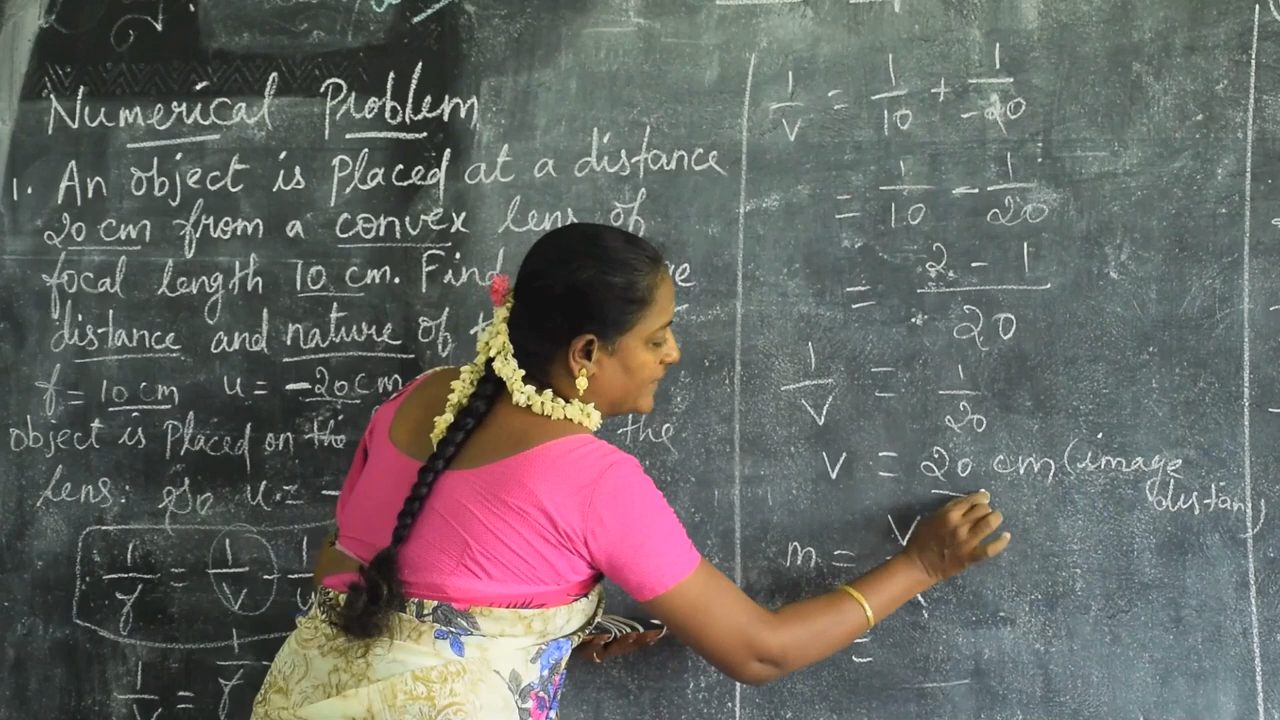 Numerical Problem
1. An object is placed at a distance
20 cm from a convex lens of
focal length 10 cm. Find
distance and nature of
f = 10 cm u = -20 cm
object is placed on the the
lens. So u = -
1/f = 1/v - 1/u
1/v = 1/f
1/v = 1/10 + 1/-20
= 1/10 - 1/20
= 2 - 1 / 20
1/v = 1/20
v = 20 cm (image
distan
m = v
=